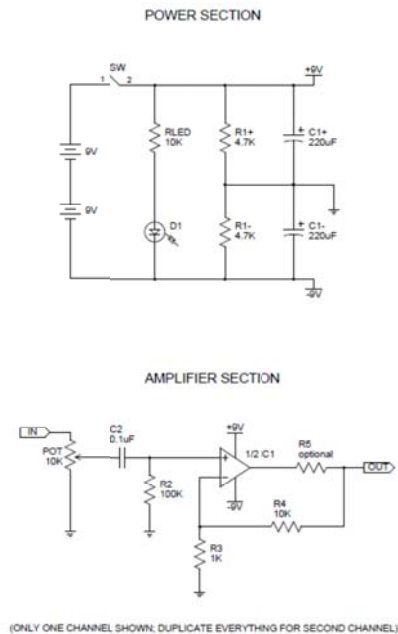 POWER SECTION
SW
1 2
+9V
RLED
10K
R1+
4.7K
C1+
220uF
9V
9V
D1
R1-
4.7K
C1-
220uF
-9V
AMPLIFIER SECTION
IN
POT
10K
C2
0.1uF
R2
100K
+9V
1/2 IC1
-9V
R5
optional
OUT
R4
10K
R3
1K
(ONLY ONE CHANNEL SHOWN; DUPLICATE EVERYTHING FOR SECOND CHANNEL)